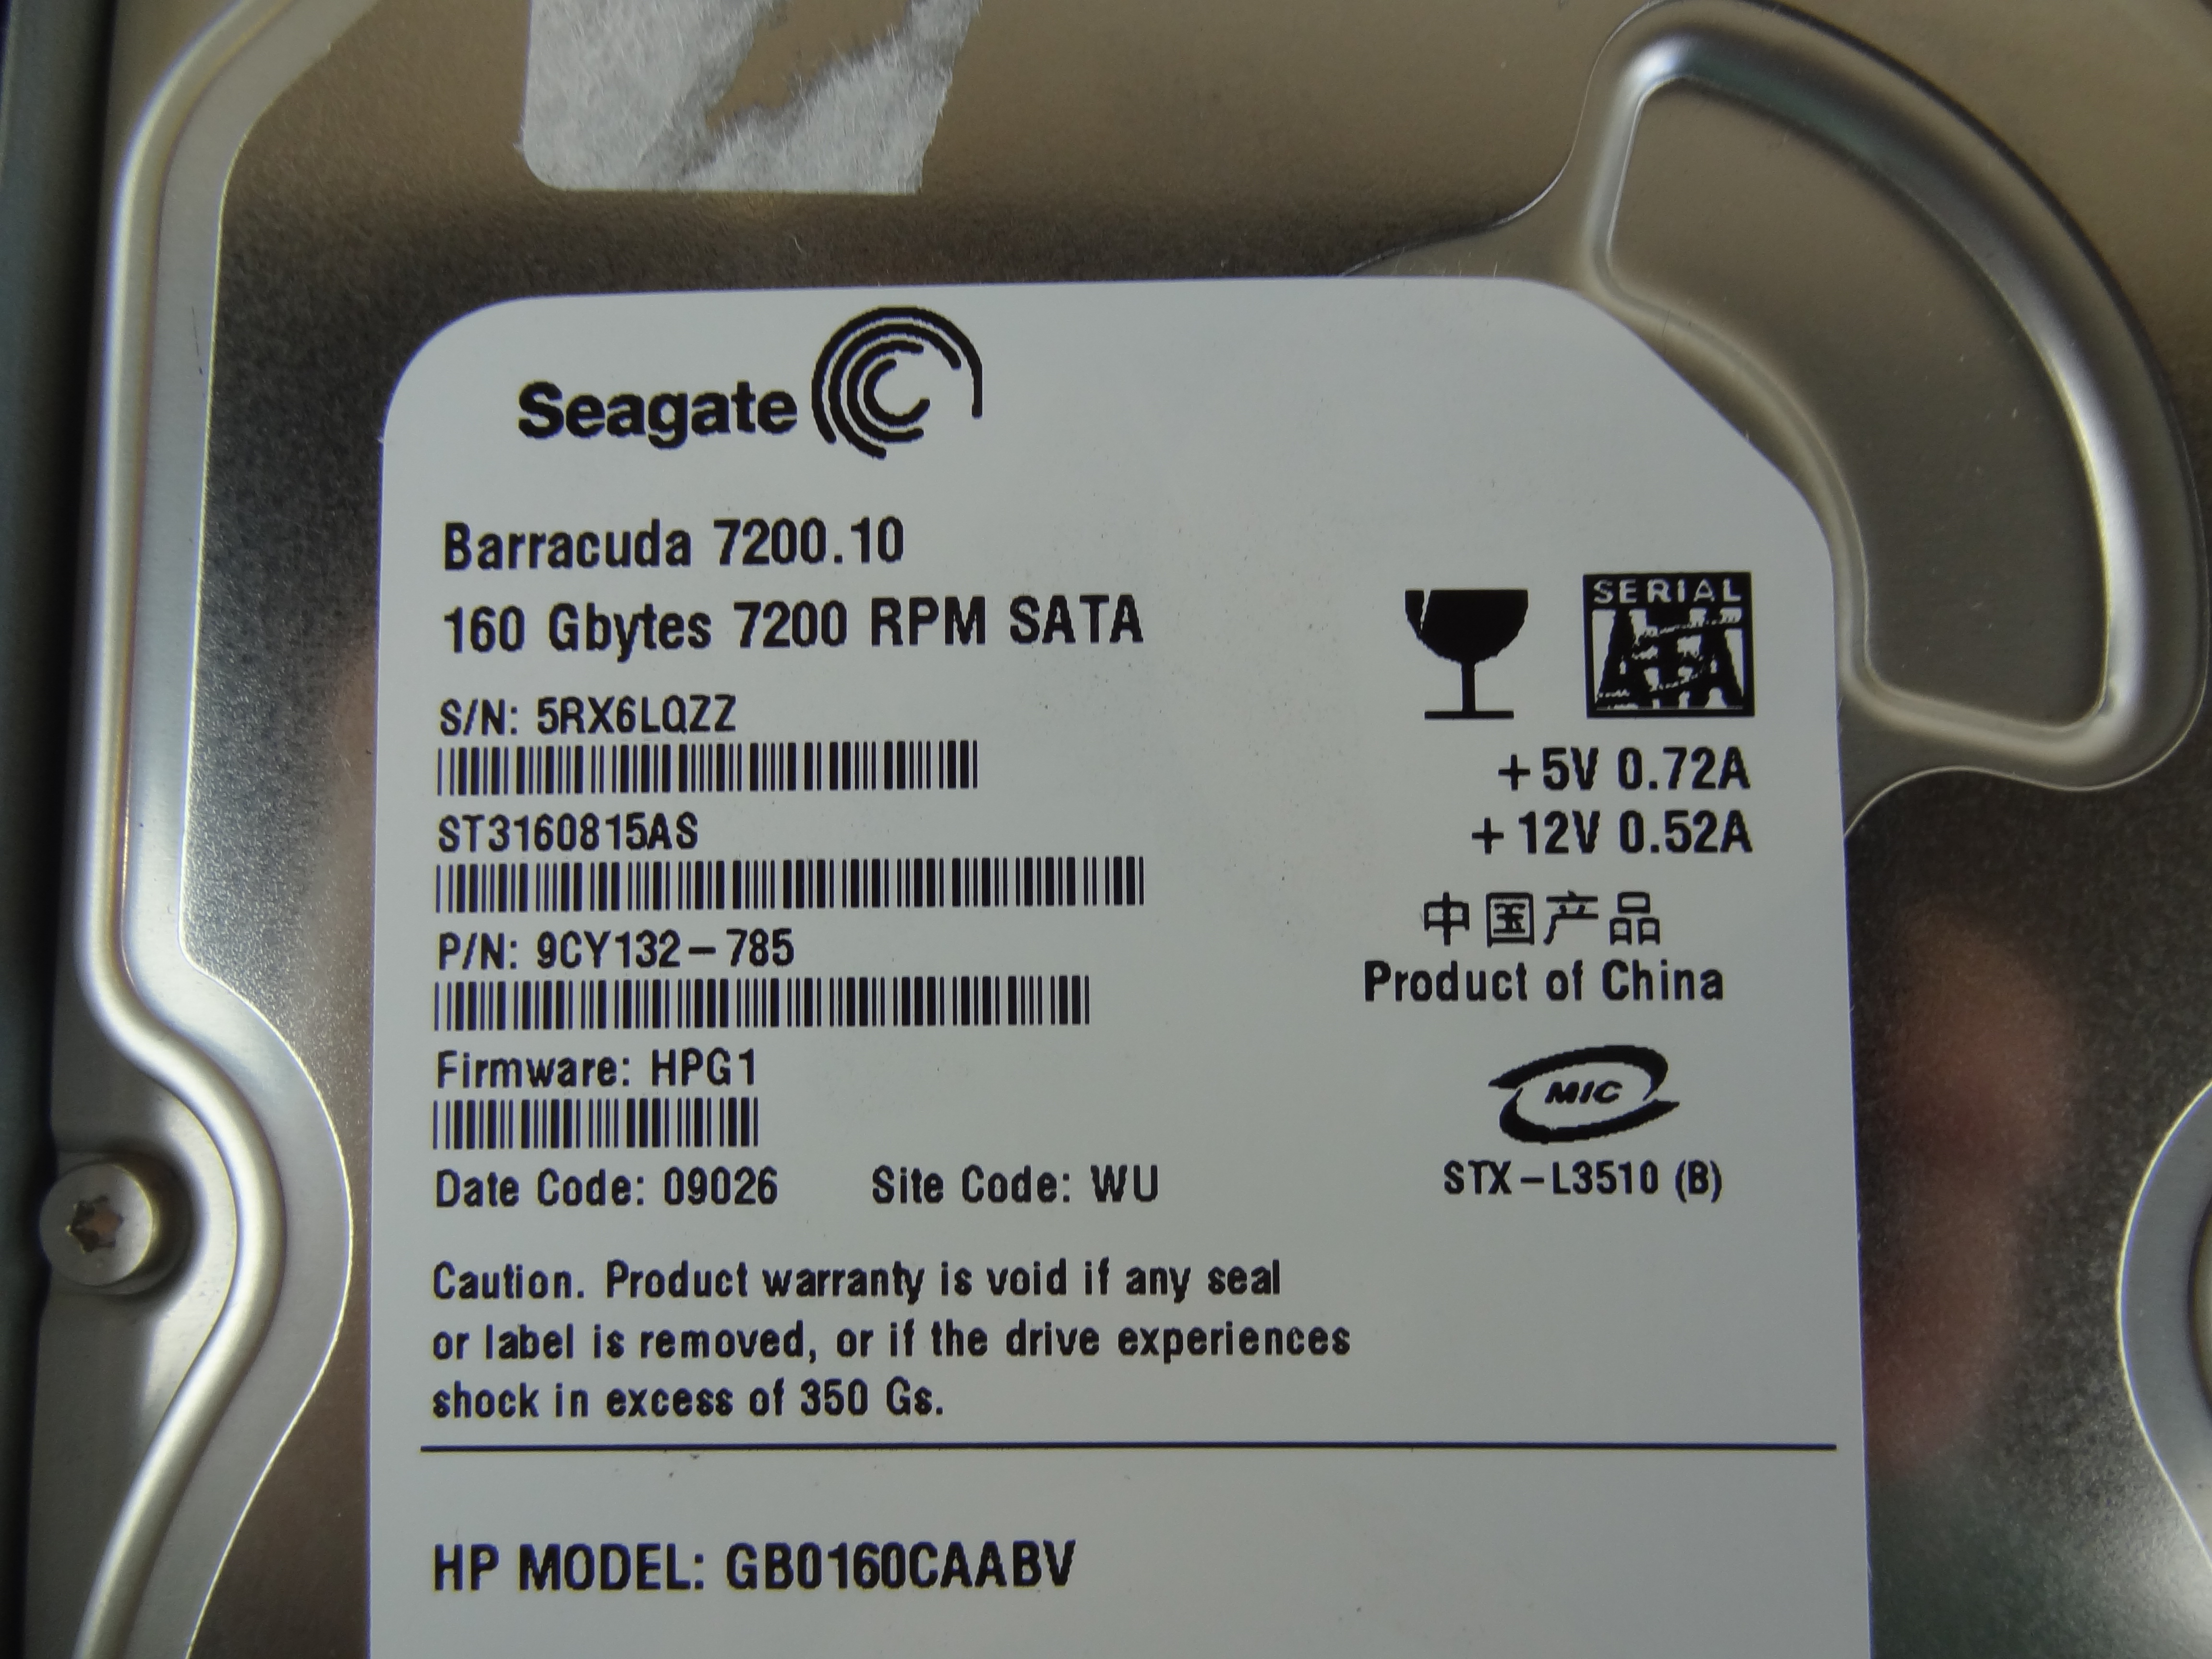 Seagate
Barracuda 7200.10
160 Gbytes 7200 RPM SATA
SERIAL
ATA
S/N: 5RX6LQZZ
+5V 0.72A
ST3160815AS
+12V 0.52A
中国产品
P/N: 9CY132-785
Product of China
Firmware: HPG1
MIC
Date Code: 09026 Site Code: WU
STX-L3510 (B)
Caution. Product warranty is void if any seal
or label is removed, or if the drive experiences
shock in excess of 350 Gs.
HP MODEL: GB0160CAABV